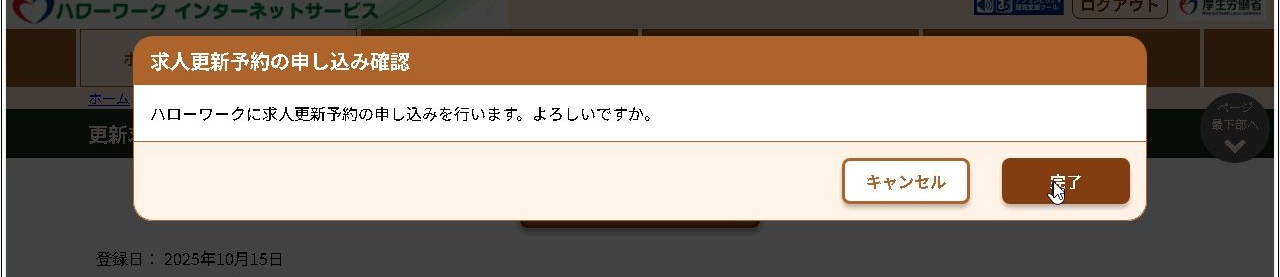 ハローワーク インターネットサービス
ログアウト
厚生労働省
ホーム
求人更新予約の申し込み確認
ハローワークに求人更新予約の申し込みを行います。よろしいですか。
ページ
最下部へ
更新
キャンセル
完了
登録日： 2025年10月15日